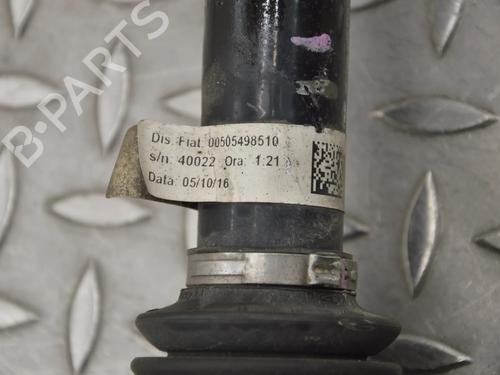 B-PARTS
Dis. Fiat: 00505498510
s/n: 40022 Ora: 1.21
Data: 05/10/16